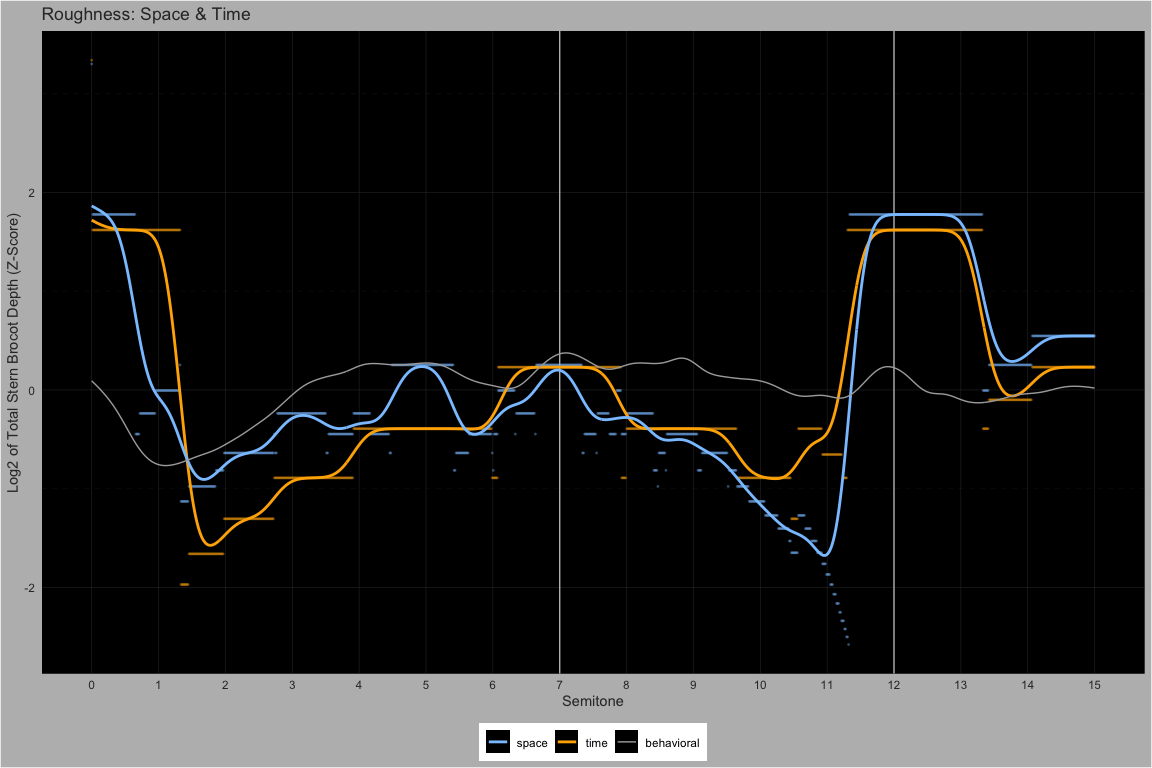 Roughness: Space & Time
Log2 of Total Stern Brocot Depth (Z-Score)
2
0
-2
0 1 2 3 4 5 6 7 8 9 10 11 12 13 14 15
Semitone
space time behavioral